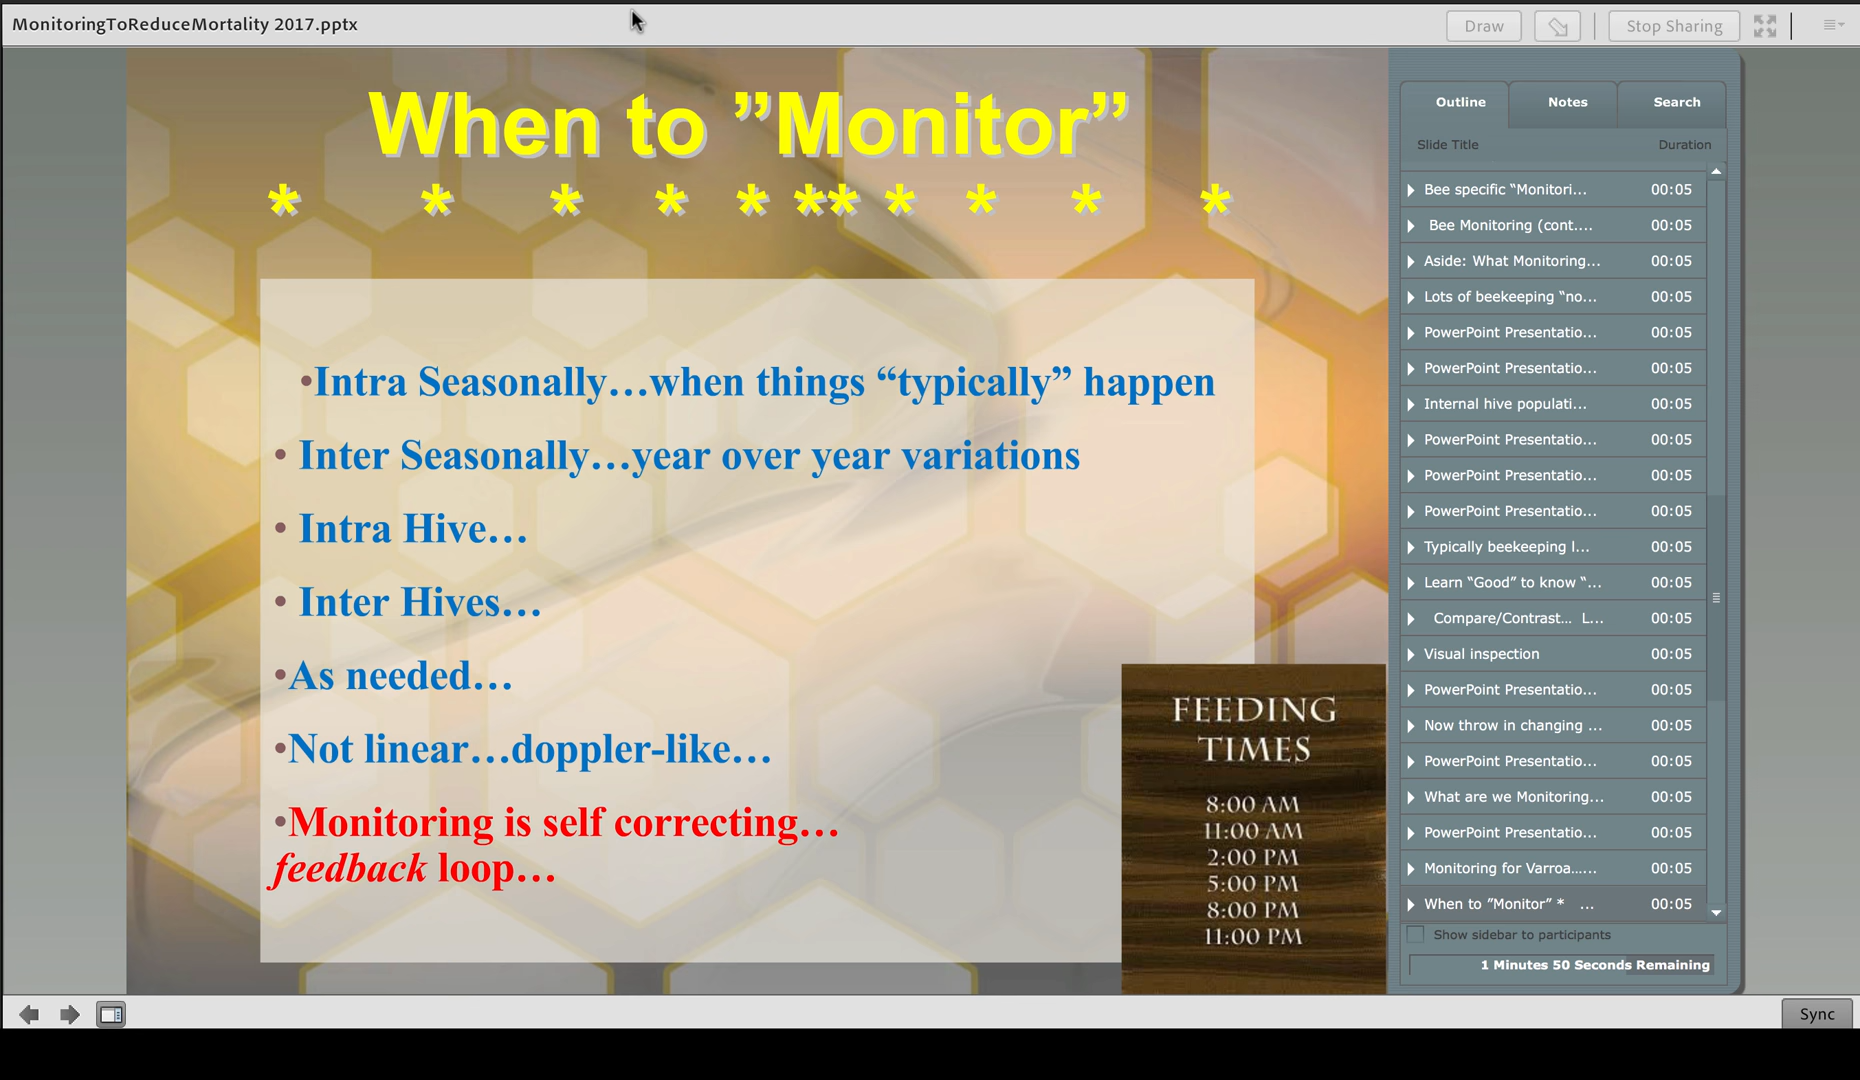 MonitoringToReduceMortality 2017.pptx
Draw
Stop Sharing
When to ”Monitor”
* * * * * ** * * * *
•Intra Seasonally…when things “typically” happen
• Inter Seasonally…year over year variations
• Intra Hive…
• Inter Hives…
•As needed…
•Not linear…doppler-like…
•Monitoring is self correcting…
feedback loop…
FEEDING
TIMES
8:00 AM
11:00 AM
2:00 PM
5:00 PM
8:00 PM
11:00 PM
Outline Notes Search
Slide Title Duration
Bee specific “Monitori... 00:05
Bee Monitoring (cont.... 00:05
Aside: What Monitoring... 00:05
Lots of beekeeping “no... 00:05
PowerPoint Presentatio... 00:05
PowerPoint Presentatio... 00:05
Internal hive populati... 00:05
PowerPoint Presentatio... 00:05
PowerPoint Presentatio... 00:05
PowerPoint Presentatio... 00:05
Typically beekeeping l... 00:05
Learn “Good” to know “... 00:05
Compare/Contrast... L... 00:05
Visual inspection 00:05
PowerPoint Presentatio... 00:05
Now throw in changing ... 00:05
PowerPoint Presentatio... 00:05
What are we Monitoring... 00:05
PowerPoint Presentatio... 00:05
Monitoring for Varroa...... 00:05
When to ”Monitor” * ... 00:05
Show sidebar to participants
1 Minutes 50 Seconds Remaining
Sync